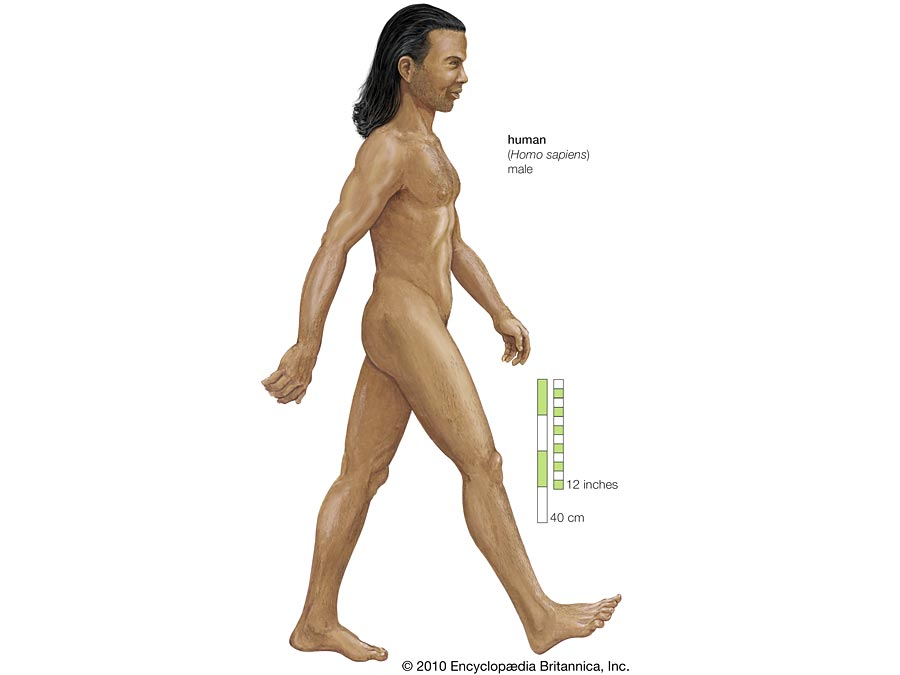 human
(Homo sapiens)
male
12 inches
40 cm
© 2010 Encyclopædia Britannica, Inc.